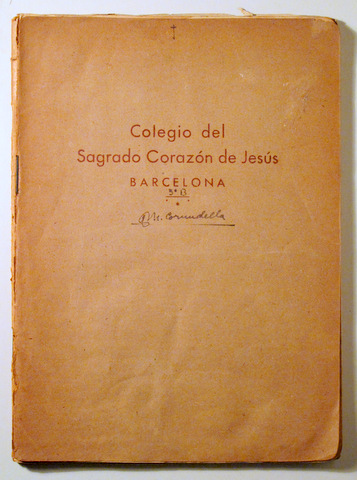 Colegio del
Sagrado Corazón de Jesús
BARCELONA